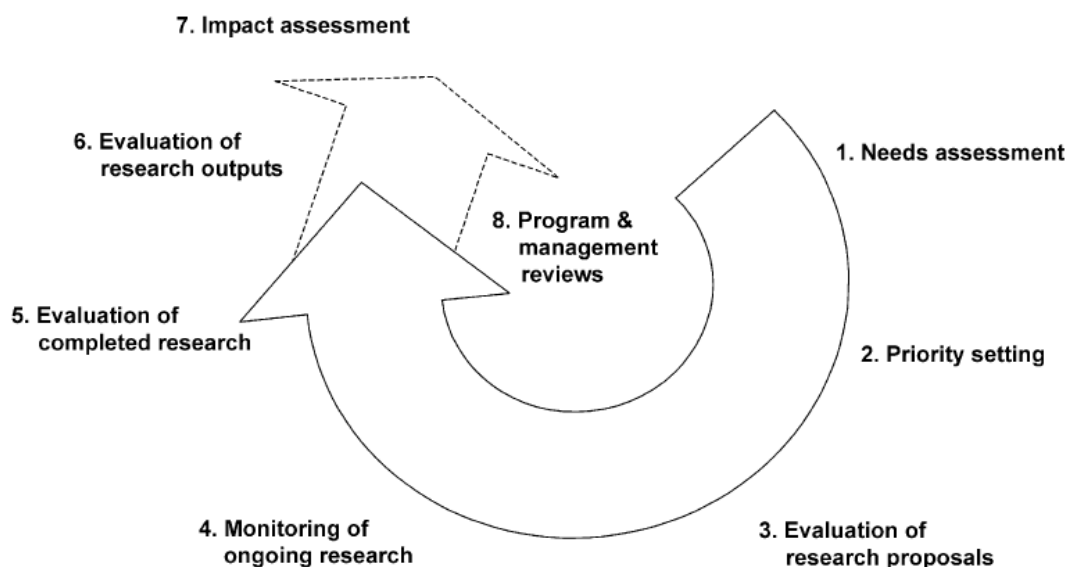 7. Impact assessment
6. Evaluation of
research outputs
1. Needs assessment
8. Program &
management
reviews
5. Evaluation of
completed research
2. Priority setting
4. Monitoring of
ongoing research
3. Evaluation of
research proposals